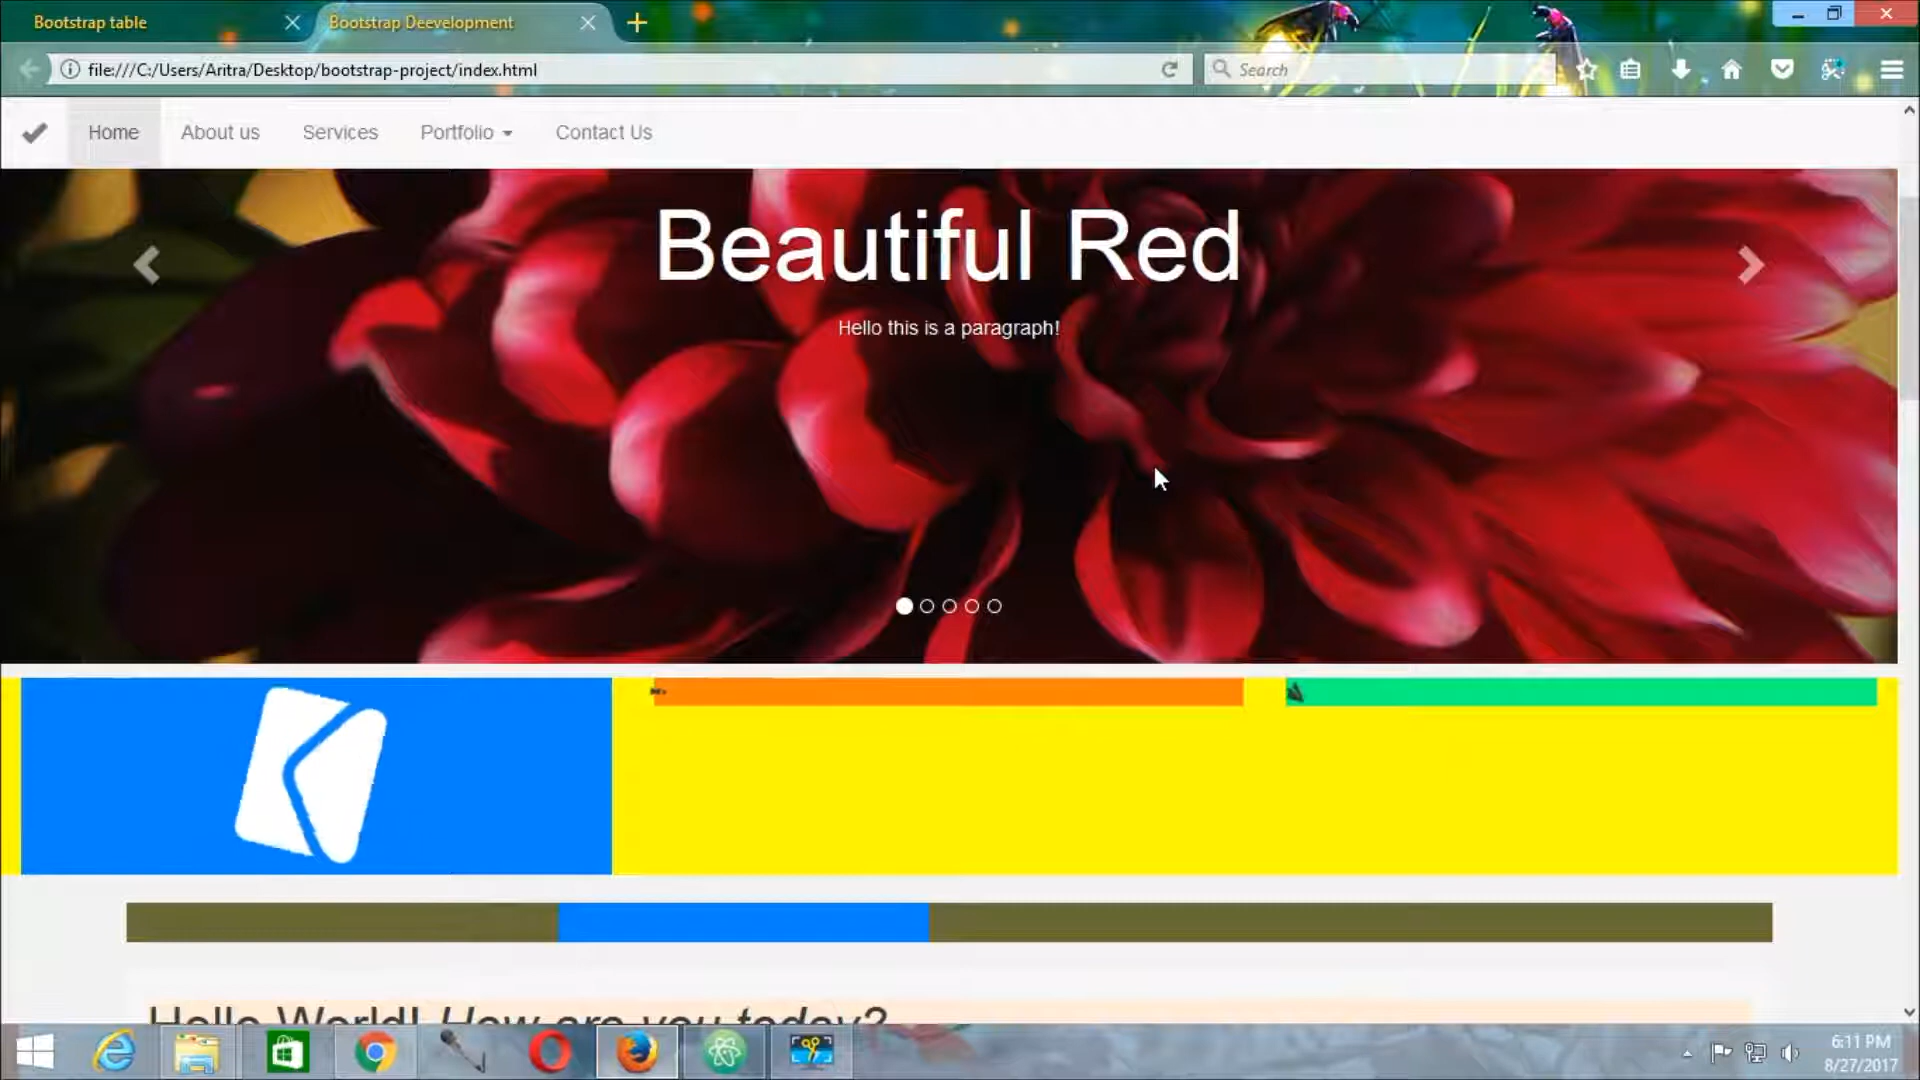 Bootstrap table
Bootstrap Deevelopment
file:///C:/Users/Aritra/Desktop/bootstrap-project/index.html
Search
Home
About us
Services
Portfolio
Contact Us
Beautiful Red
Hello this is a paragraph!
Hello World! How are you today?
6:11 PM
8/27/2017